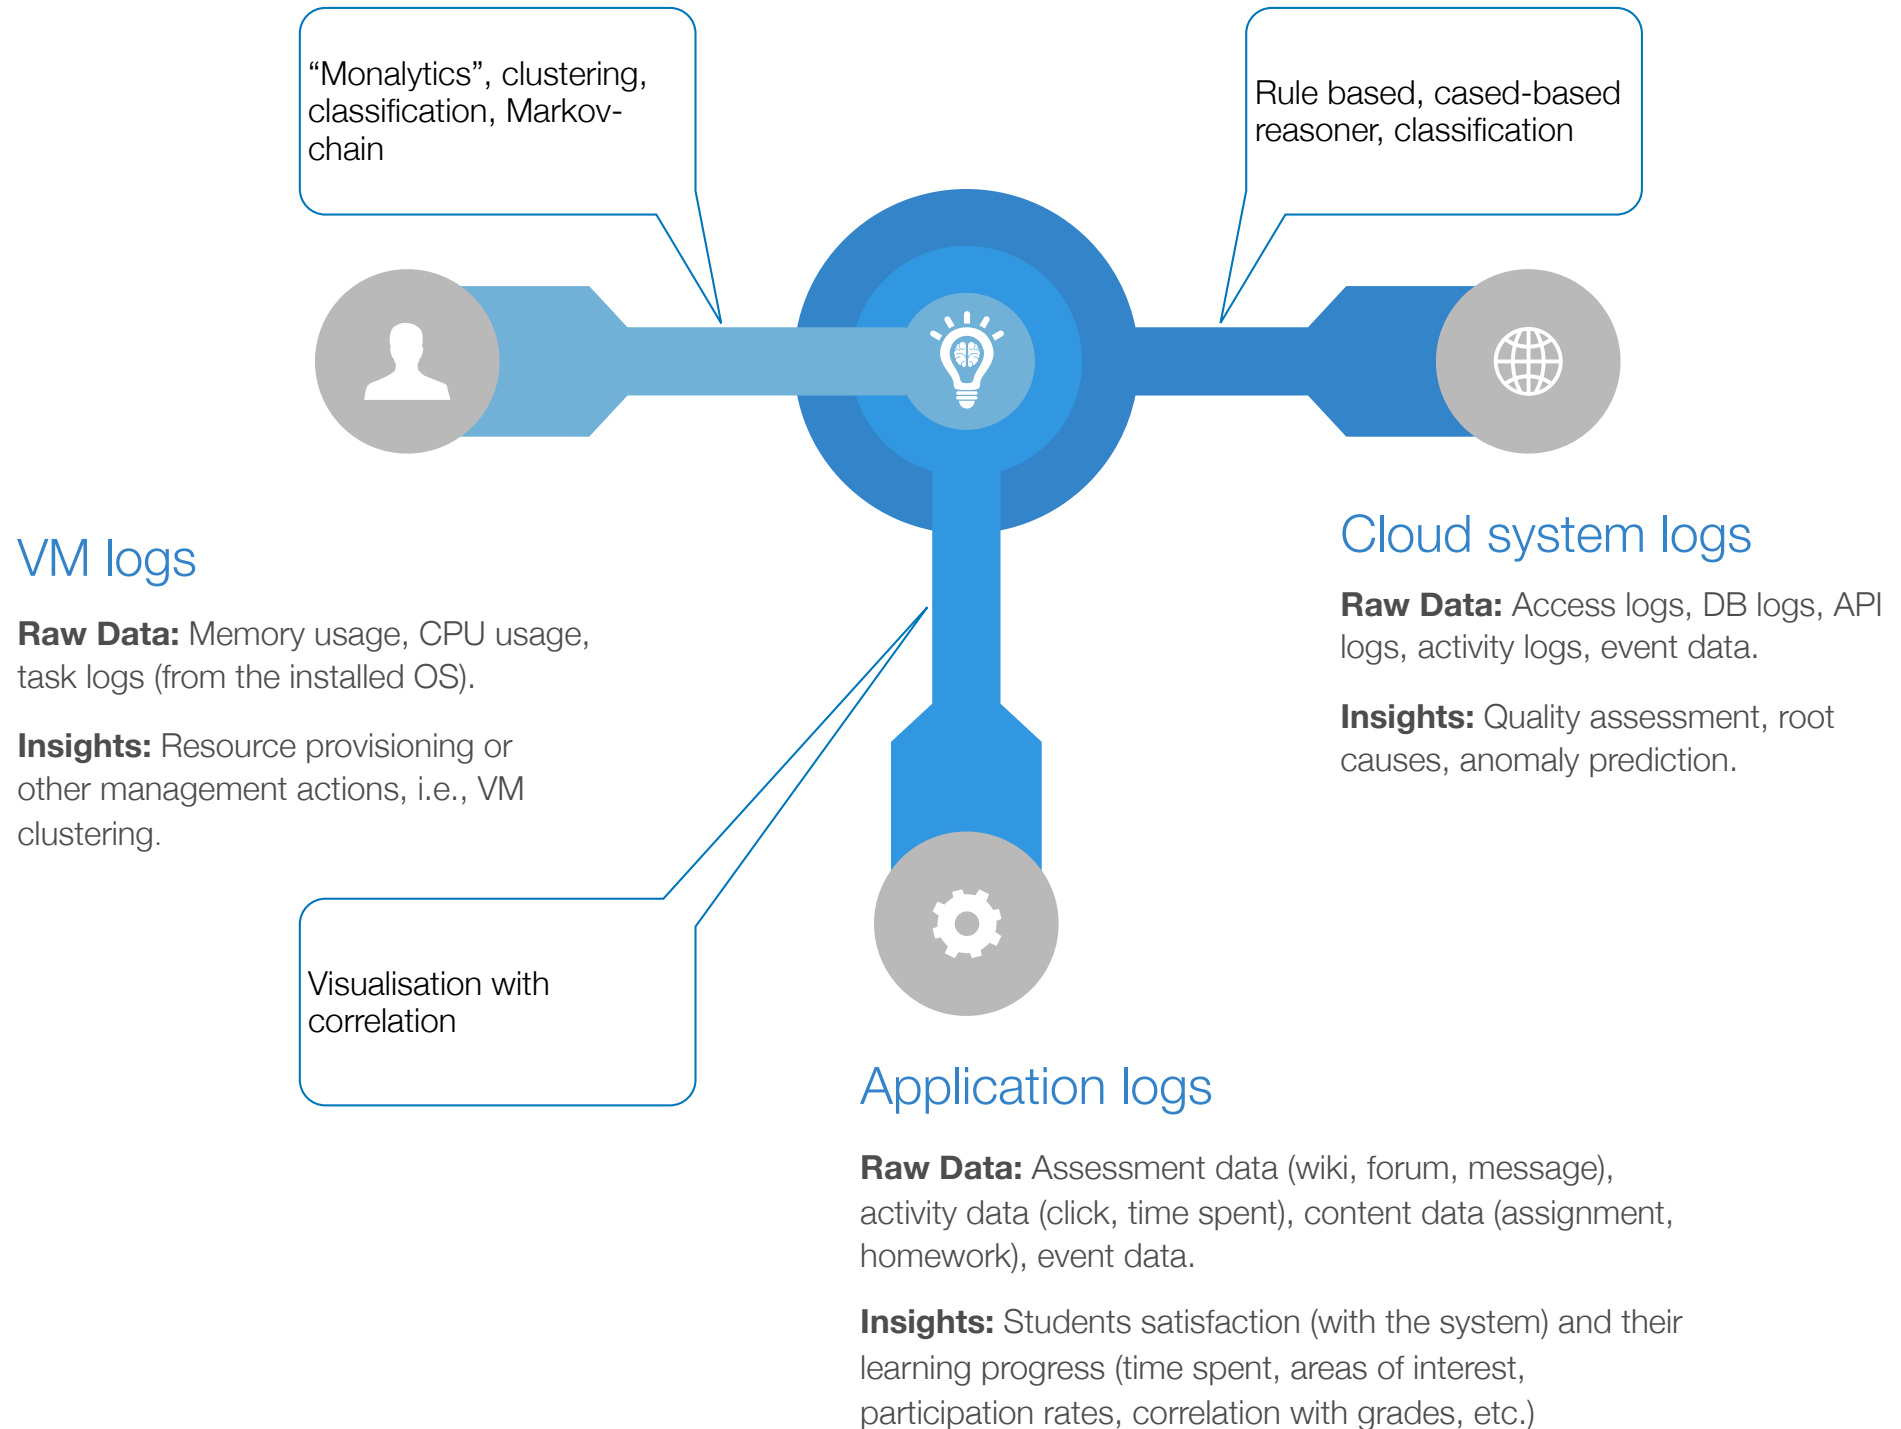 “Monalytics”, clustering,
classification, Markov-
chain
Rule based, cased-based
reasoner, classification
VM logs
Raw Data: Memory usage, CPU usage,
task logs (from the installed OS).
Insights: Resource provisioning or
other management actions, i.e., VM
clustering.
Cloud system logs
Raw Data: Access logs, DB logs, API
logs, activity logs, event data.
Insights: Quality assessment, root
causes, anomaly prediction.
Visualisation with
correlation
Application logs
Raw Data: Assessment data (wiki, forum, message),
activity data (click, time spent), content data (assignment,
homework), event data.
Insights: Students satisfaction (with the system) and their
learning progress (time spent, areas of interest,
participation rates, correlation with grades, etc.)